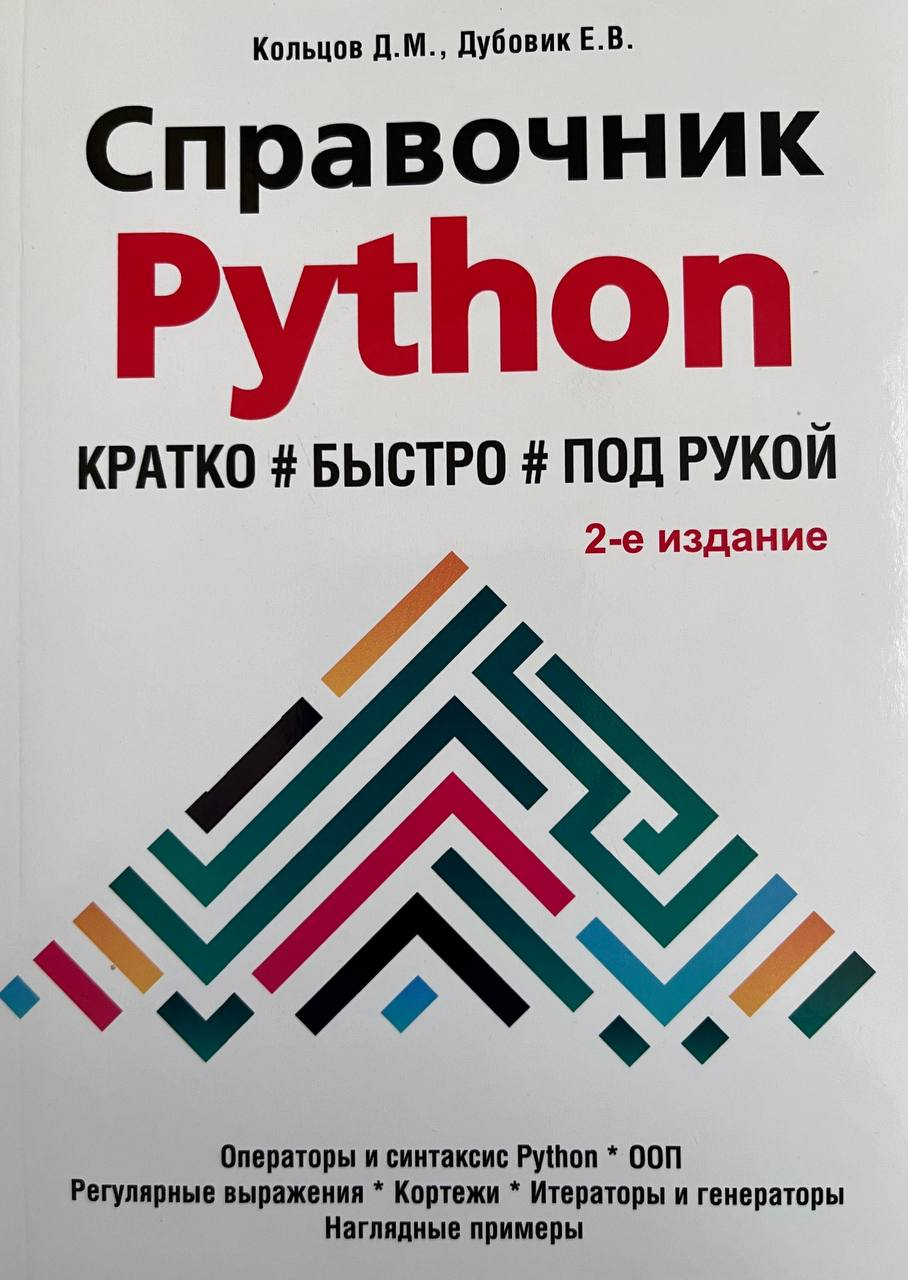 Кольцов Д.М., Дубовик Е.В.
Справочник
Python
КРАТКО # БЫСТРО # ПОД РУКОЙ
2-е издание
Операторы и синтаксис Python * ООП
Регулярные выражения * Кортежи * Итераторы и генераторы
Наглядные примеры